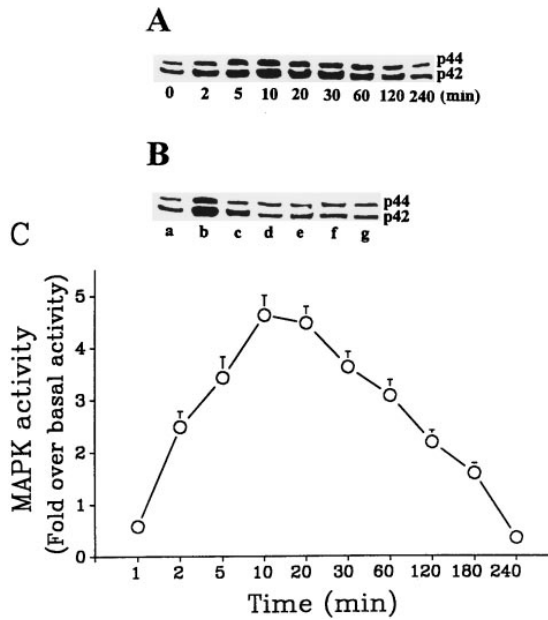 A
p44
p42
0 2 5 10 20 30 60 120 240 (min)
B
p44
p42
a b c d e f g
C
MAPK activity
(Fold over basal activity)
5
4
3
2
1
0
1 2 5 10 20 30 60 120 180 240
Time (min)